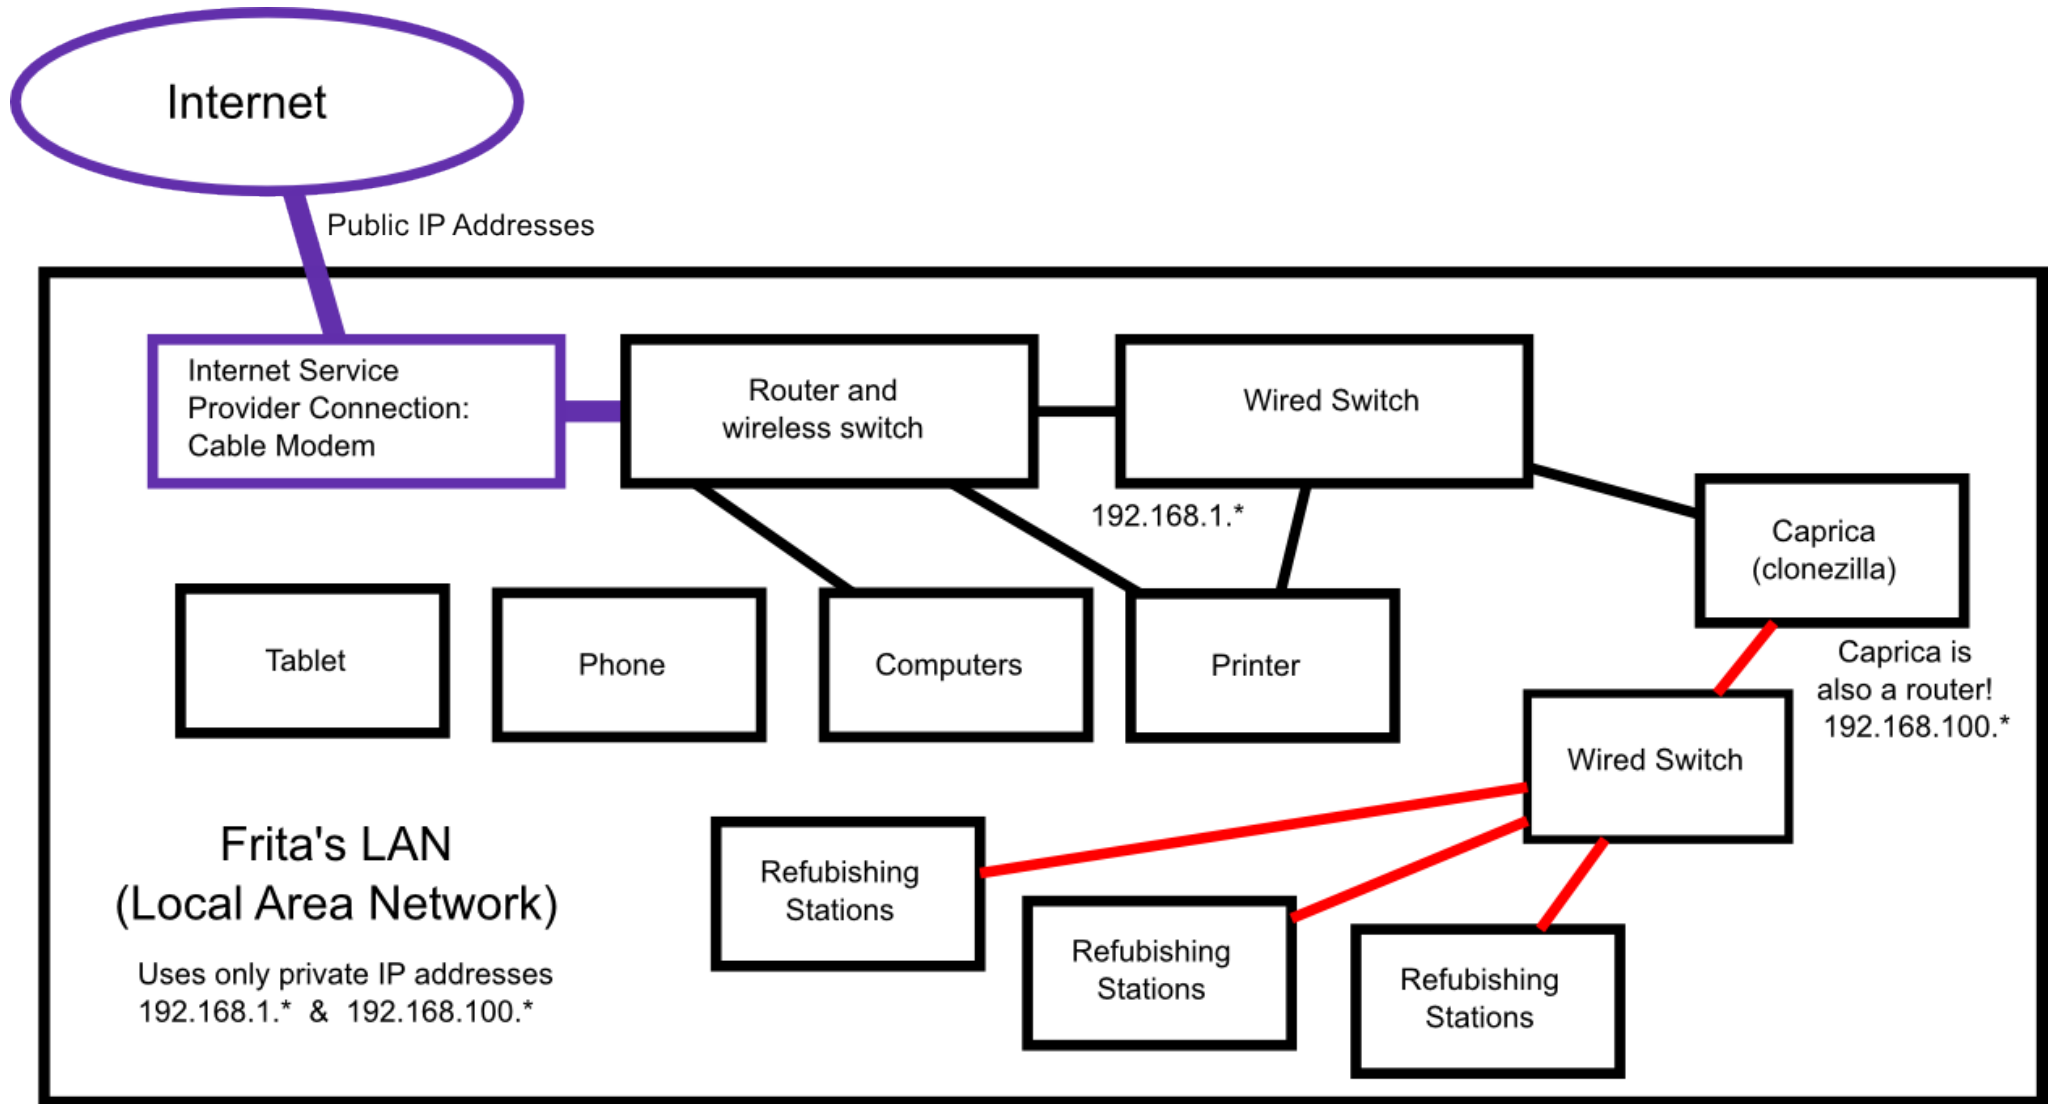 Internet
Public IP Addresses
Internet Service
Provider Connection:
Cable Modem
Router and
wireless switch
Wired Switch
192.168.1.*
Caprica
(clonezilla)
Caprica is
also a router!
192.168.100.*
Tablet
Phone
Computers
Printer
Wired Switch
Frita's LAN
(Local Area Network)
Uses only private IP addresses
192.168.1.* & 192.168.100.*
Refubishing
Stations
Refubishing
Stations
Refubishing
Stations